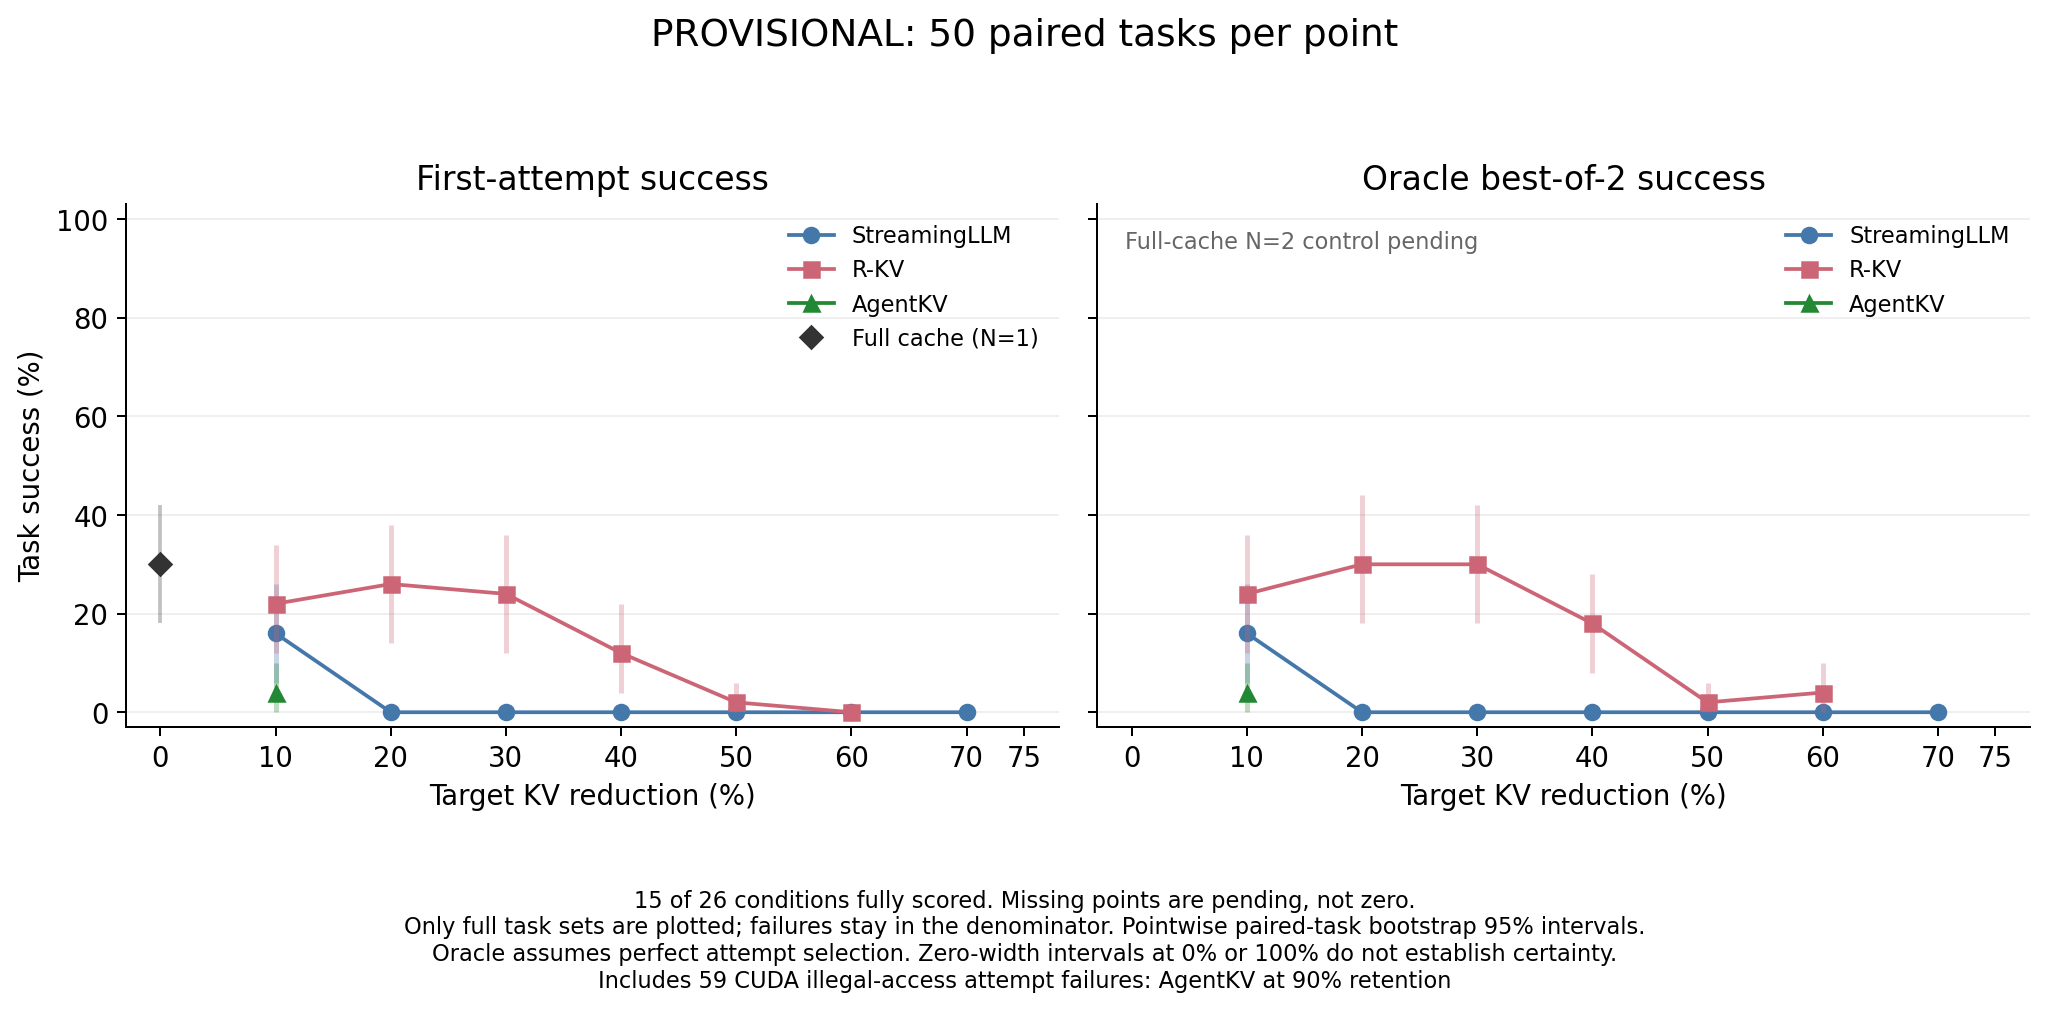 PROVISIONAL: 50 paired tasks per point
First-attempt success
Task success (%)
100
80
60
40
20
0
StreamingLLM
R-KV
AgentKV
Full cache (N=1)
0 10 20 30 40 50 60 70 75
Target KV reduction (%)
Oracle best-of-2 success
Full-cache N=2 control pending
StreamingLLM
R-KV
AgentKV
0 10 20 30 40 50 60 70 75
Target KV reduction (%)
15 of 26 conditions fully scored. Missing points are pending, not zero.
Only full task sets are plotted; failures stay in the denominator. Pointwise paired-task bootstrap 95% intervals.
Oracle assumes perfect attempt selection. Zero-width intervals at 0% or 100% do not establish certainty.
Includes 59 CUDA illegal-access attempt failures: AgentKV at 90% retention